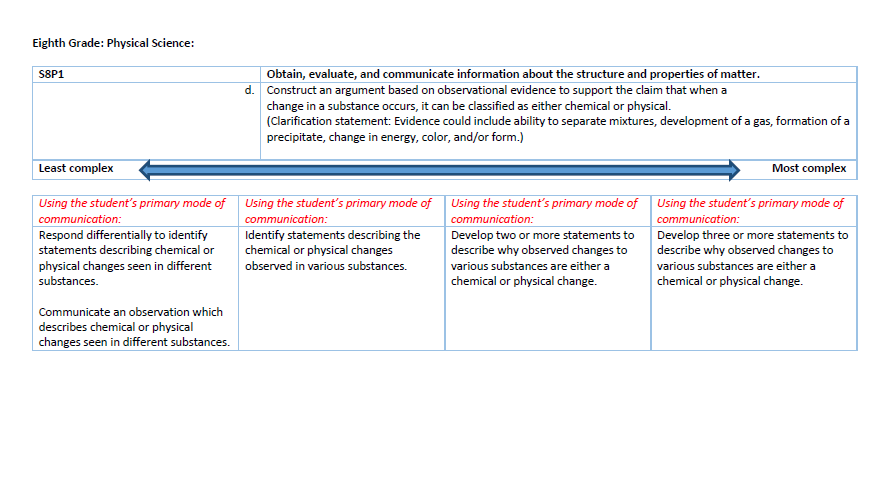 Eighth Grade: Physical Science:
S8P1
Obtain, evaluate, and communicate information about the structure and properties of matter.
d. Construct an argument based on observational evidence to support the claim that when a
change in a substance occurs, it can be classified as either chemical or physical.
(Clarification statement: Evidence could include ability to separate mixtures, development of a gas, formation of a
precipitate, change in energy, color, and/or form.)
Least complex
Most complex
Using the student's primary mode of
communication:
Respond differentially to identify
statements describing chemical or
physical changes seen in different
substances.
Communicate an observation which
describes chemical or physical
changes seen in different substances.
Using the student's primary mode of
communication:
Identify statements describing the
chemical or physical changes
observed in various substances.
Using the student's primary mode of
communication:
Develop two or more statements to
describe why observed changes to
various substances are either a
chemical or physical change.
Using the student's primary mode of
communication:
Develop three or more statements to
describe why observed changes to
various substances are either a
chemical or physical change.